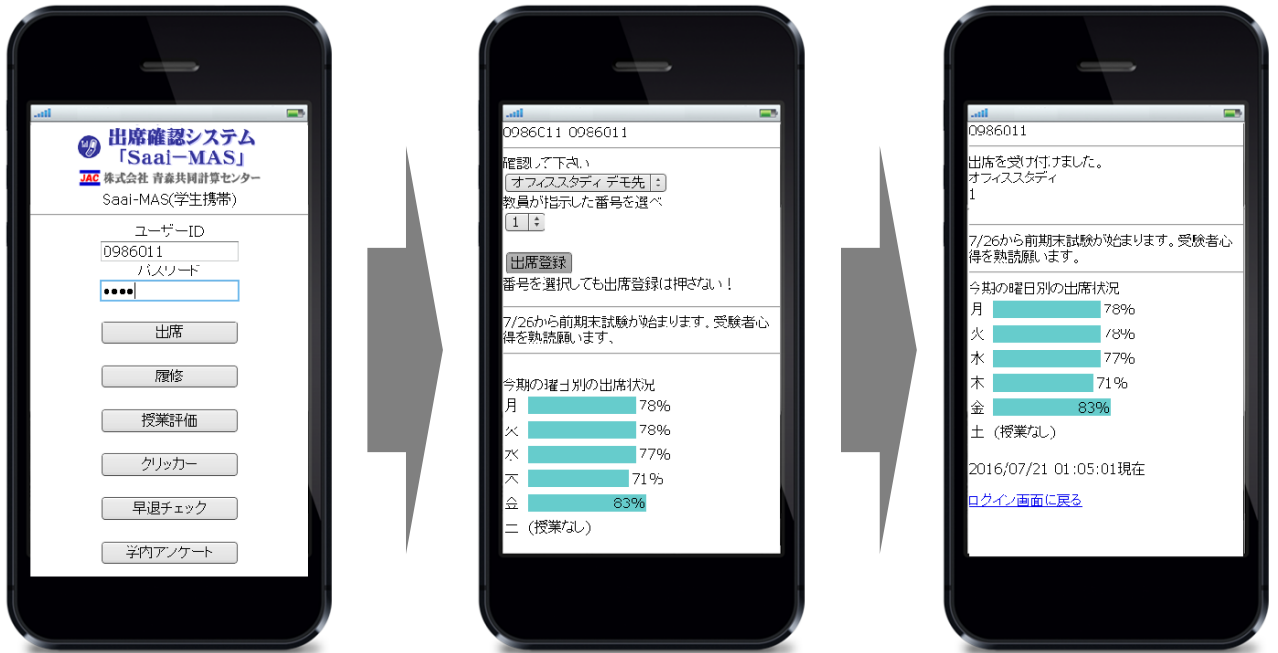 出席確認システム
「Saai－MAS」
JAC 株式会社 青森共同計算センター
Saai-MAS(学生携帯)
ユーザーID
0986011
パスワード
••••
出席
履修
授業評価
クリッカー
早退チェック
学内アンケート
0986C11 0986011
確認して下さい
オフィススタディ デモ先
教員が指示した番号を選べ
1
出席登録
番号を選択しても出席登録は押さない！
7/26から前期末試験が始まります。受験者心
得を熟読願います、
今期の曜日別の出席状況
月 78%
火 78%
水 77%
木 71%
金 83%
土 (授業なし)
0986011
出席を受け付けました。
オフィススタディ
1
7/26から前期末試験が始まります。受験者心
得を熟読願います。
今期の曜日別の出席状況
月 78%
火 78%
水 77%
木 71%
金 83%
土 (授業なし)
2016/07/21 01:05:01現在
ログイン画面に戻る